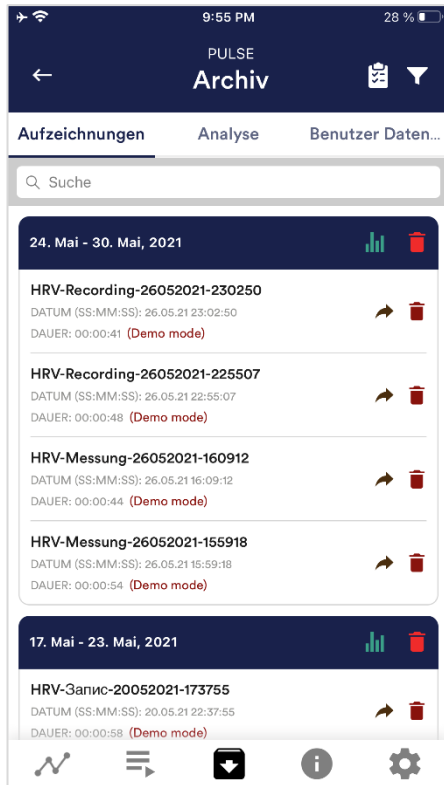 9:55 PM
28 %
PULSE
Archiv
Aufzeichnungen Analyse Benutzer Daten...
Suche
24. Mai - 30. Mai, 2021
HRV-Recording-26052021-230250
DATUM (SS:MM:SS): 26.05.21 23:02:50
DAUER: 00:00:41 (Demo mode)
HRV-Recording-26052021-225507
DATUM (SS:MM:SS): 26.05.21 22:55:07
DAUER: 00:00:48 (Demo mode)
HRV-Messung-26052021-160912
DATUM (SS:MM:SS): 26.05.21 16:09:12
DAUER: 00:00:44 (Demo mode)
HRV-Messung-26052021-155918
DATUM (SS:MM:SS): 26.05.21 15:59:18
DAUER: 00:00:54 (Demo mode)
17. Mai - 23. Mai, 2021
HRV-Запис-20052021-173755
DATUM (SS:MM:SS): 20.05.21 22:37:55
DAUER: 00:00:58 (Demo mode)